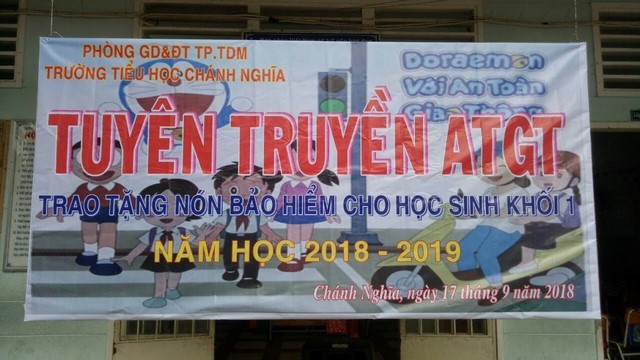 PHÒNG GD&ĐT TP.TDM
TRƯỜNG TIỂU HỌC CHÁNH NGHĨA
Doraemon
Với An Toàn
Giao Thông
TUYÊN TRUYỀN ATGT
TRAO TẶNG NÓN BẢO HIỂM CHO HỌC SINH KHỐI 1
NĂM HỌC 2018 - 2019
Chánh Nghĩa, ngày 17 tháng 9 năm 2018